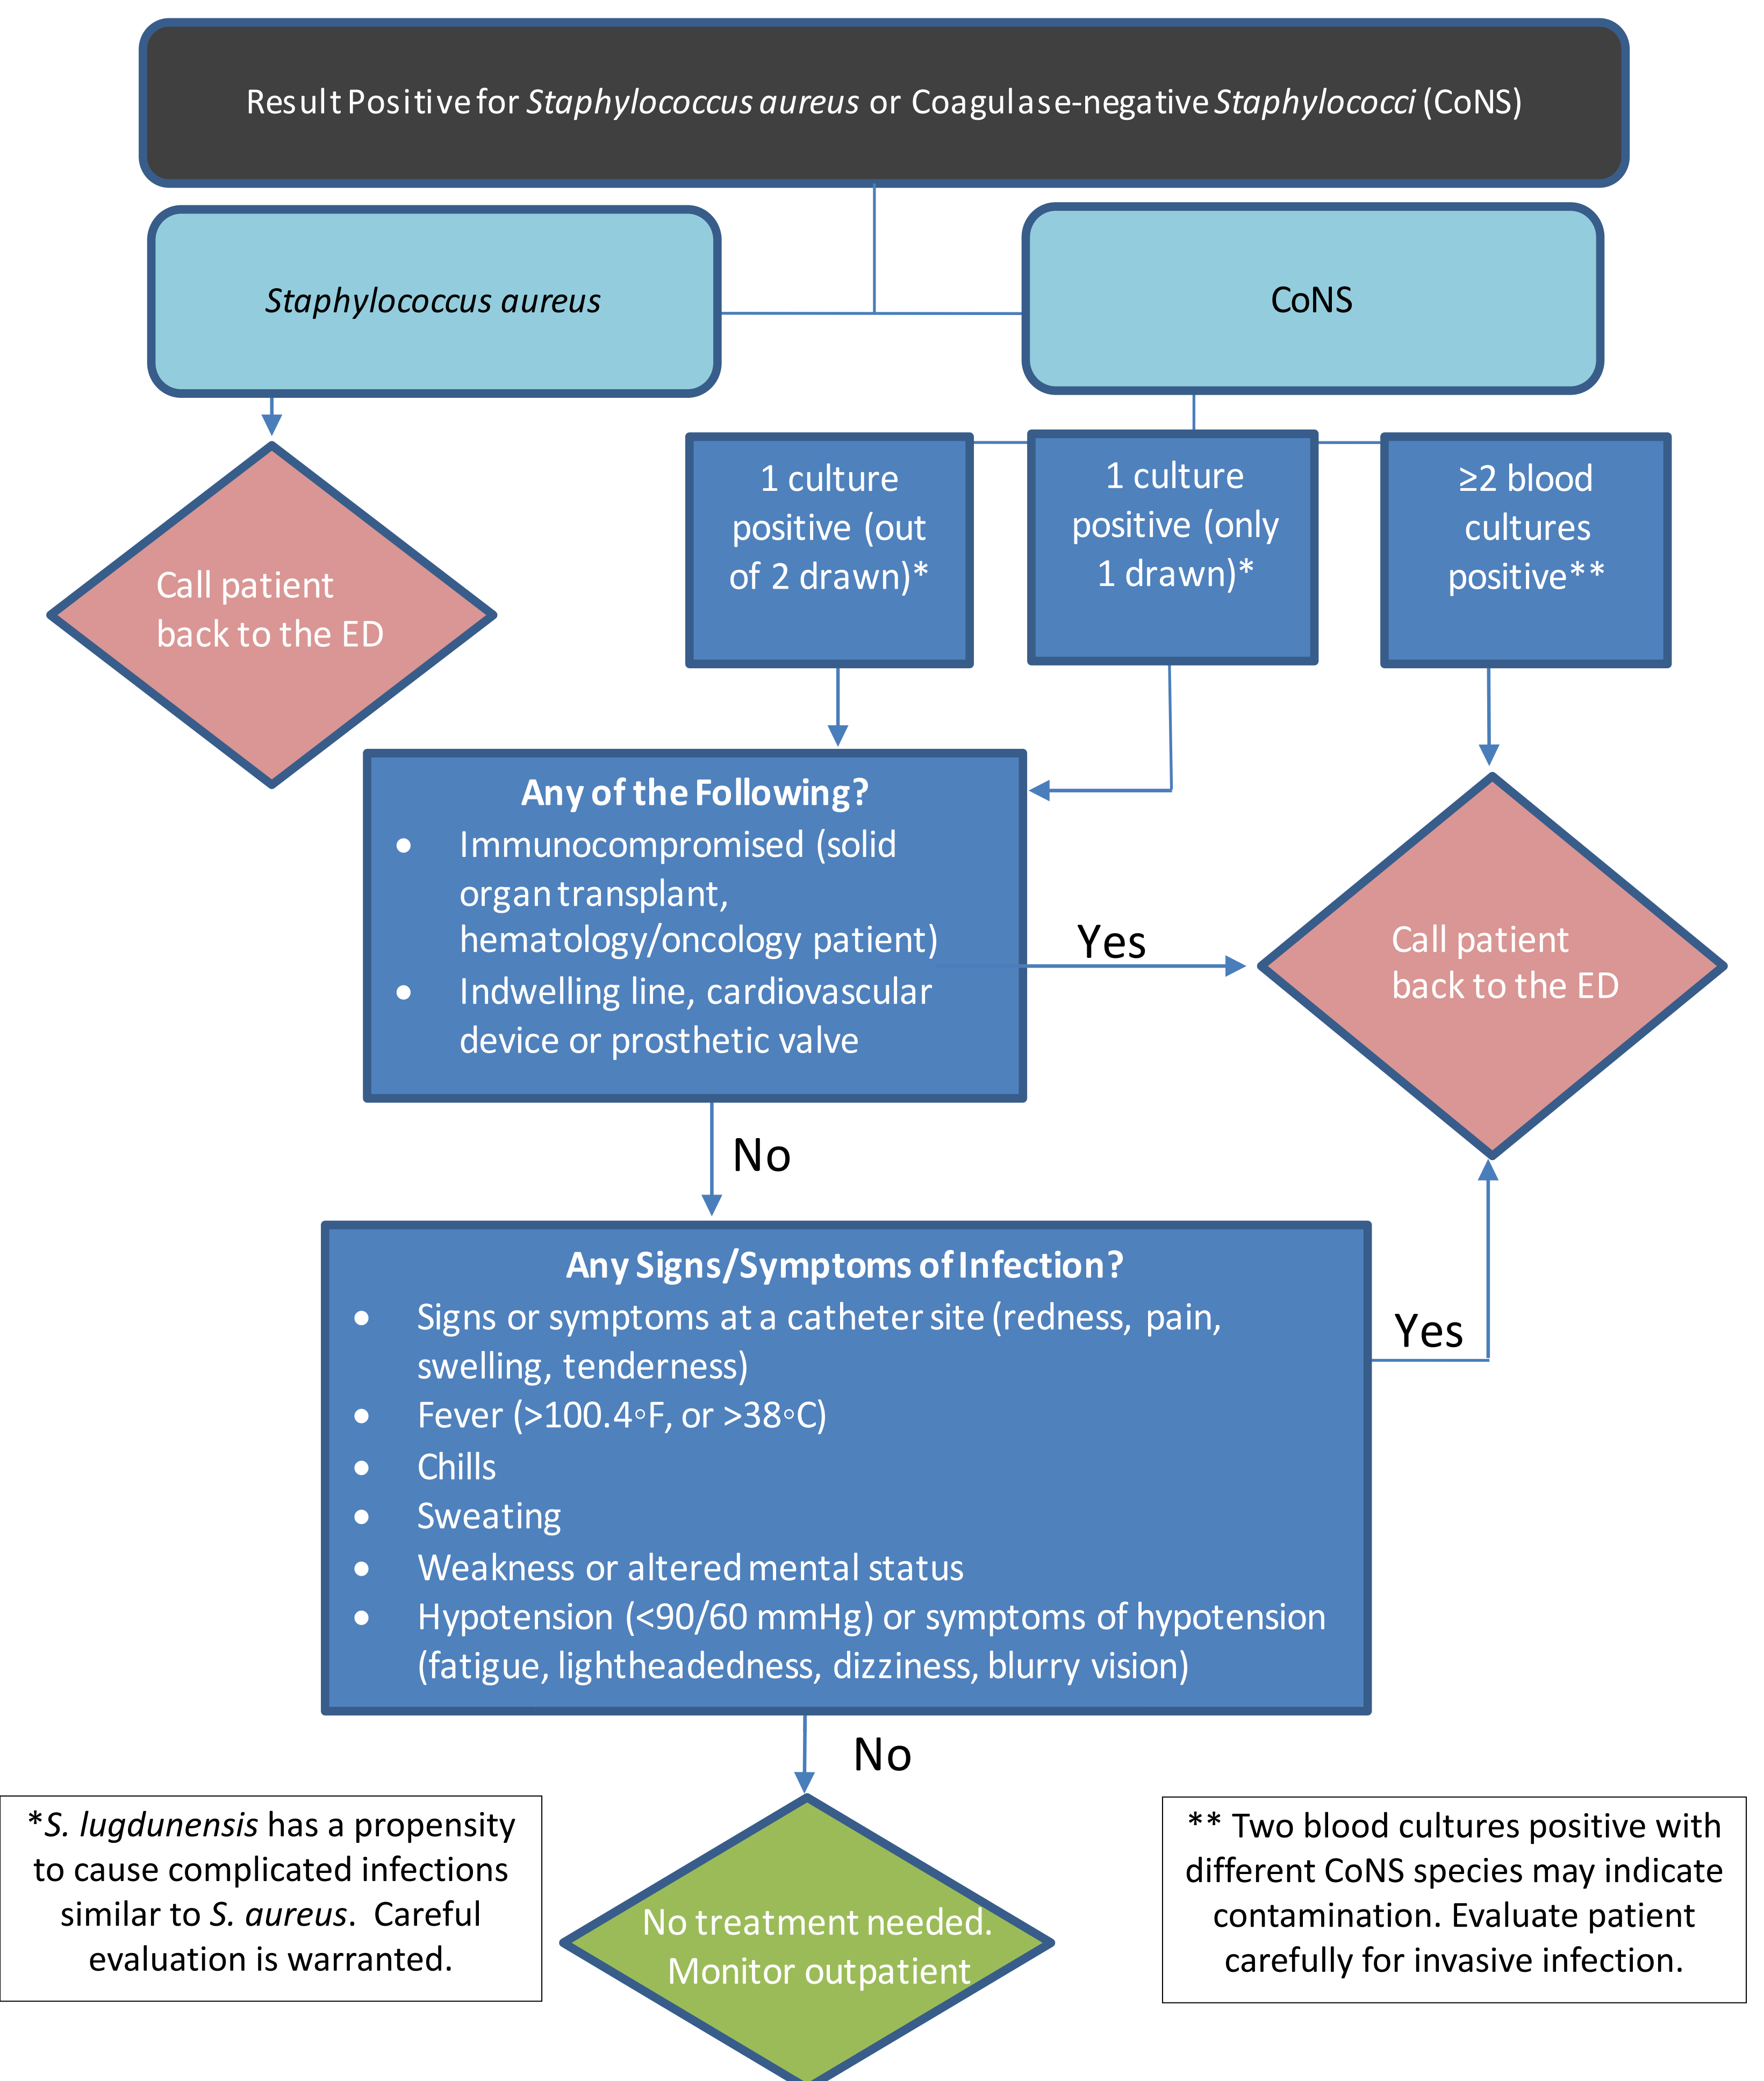 Result Positive for Staphylococcus aureus or Coagulase-negative Staphylococci (CoNS)
Staphylococcus aureus
CoNS
Call patient
back to the ED
1 culture
positive (out
of 2 drawn)*
1 culture
positive (only
1 drawn)*
≥2 blood
cultures
positive**
Any of the Following?
• Immunocompromised (solid
organ transplant,
hematology/oncology patient)
• Indwelling line, cardiovascular
device or prosthetic valve
Yes
Call patient
back to the ED
No
Any Signs/Symptoms of Infection?
• Signs or symptoms at a catheter site (redness, pain,
swelling, tenderness)
• Fever (>100.4◦F, or >38◦C)
• Chills
• Sweating
• Weakness or altered mental status
• Hypotension (<90/60 mmHg) or symptoms of hypotension
(fatigue, lightheadedness, dizziness, blurry vision)
Yes
No
*S. lugdunensis has a propensity
to cause complicated infections
similar to S. aureus. Careful
evaluation is warranted.
No treatment needed.
Monitor outpatient
** Two blood cultures positive with
different CoNS species may indicate
contamination. Evaluate patient
carefully for invasive infection.